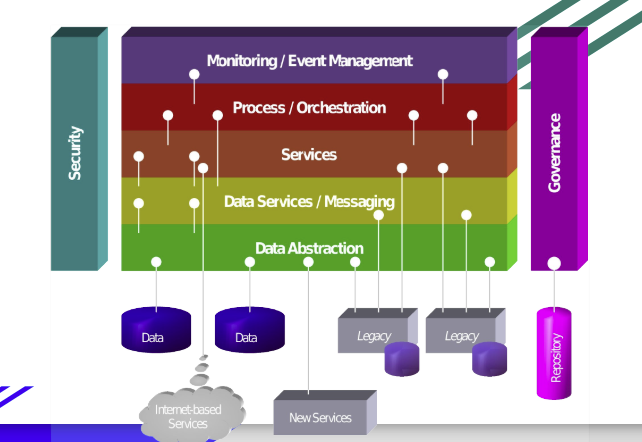 Monitoring / Event Management
Process / Orchestration
Security
Services
Governance
Data Services / Messaging
Data Abstraction
Data
Data
Legacy
Legacy
Repository
Internet-based
Services
New Services